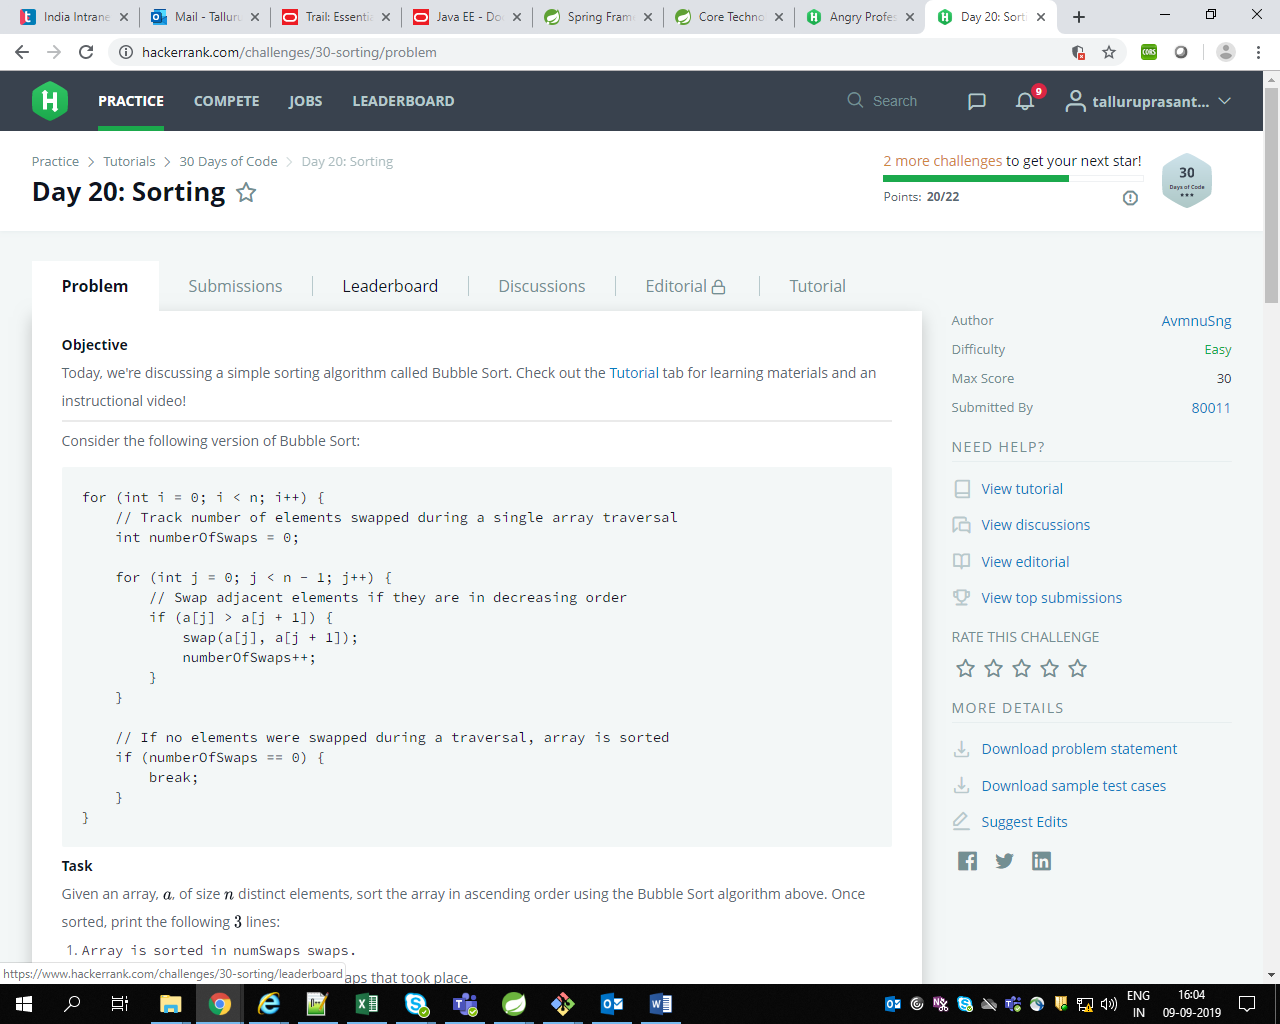 India Intrane
Mail - Tallur
Trail: Essenti
Java EE - Do
Spring Fram
Core Techno
Angry Profes
Day 20: Sort
hackerrank.com/challenges/30-sorting/problem
CORS
PRACTICE COMPETE JOBS LEADERBOARD
Search
9
talluruprasant...
Practice > Tutorials > 30 Days of Code > Day 20: Sorting
Day 20: Sorting
2 more challenges to get your next star!
Points: 20/22
30
Days of Code
Problem
Submissions
Leaderboard
Discussions
Editorial
Tutorial
Objective
Today, we're discussing a simple sorting algorithm called Bubble Sort. Check out the Tutorial tab for learning materials and an
instructional video!
Consider the following version of Bubble Sort:
for (int i = 0; i < n; i++) {
// Track number of elements swapped during a single array traversal
int numberOfSwaps = 0;
for (int j = 0; j < n - 1; j++) {
// Swap adjacent elements if they are in decreasing order
if (a[j] > a[j + 1]) {
swap(a[j], a[j + 1]);
numberOfSwaps++;
}
}
// If no elements were swapped during a traversal, array is sorted
if (numberOfSwaps == 0) {
break;
}
}
Task
Given an array, a, of size n distinct elements, sort the array in ascending order using the Bubble Sort algorithm above. Once
sorted, print the following 3 lines:
1. Array is sorted in numSwaps swaps.
aps that took place.
Author AvmnuSng
Difficulty Easy
Max Score 30
Submitted By 80011
NEED HELP?
View tutorial
View discussions
View editorial
View top submissions
RATE THIS CHALLENGE
MORE DETAILS
Download problem statement
Download sample test cases
Suggest Edits
https://www.hackerrank.com/challenges/30-sorting/leaderboard
ENG
IN
16:04
09-09-2019